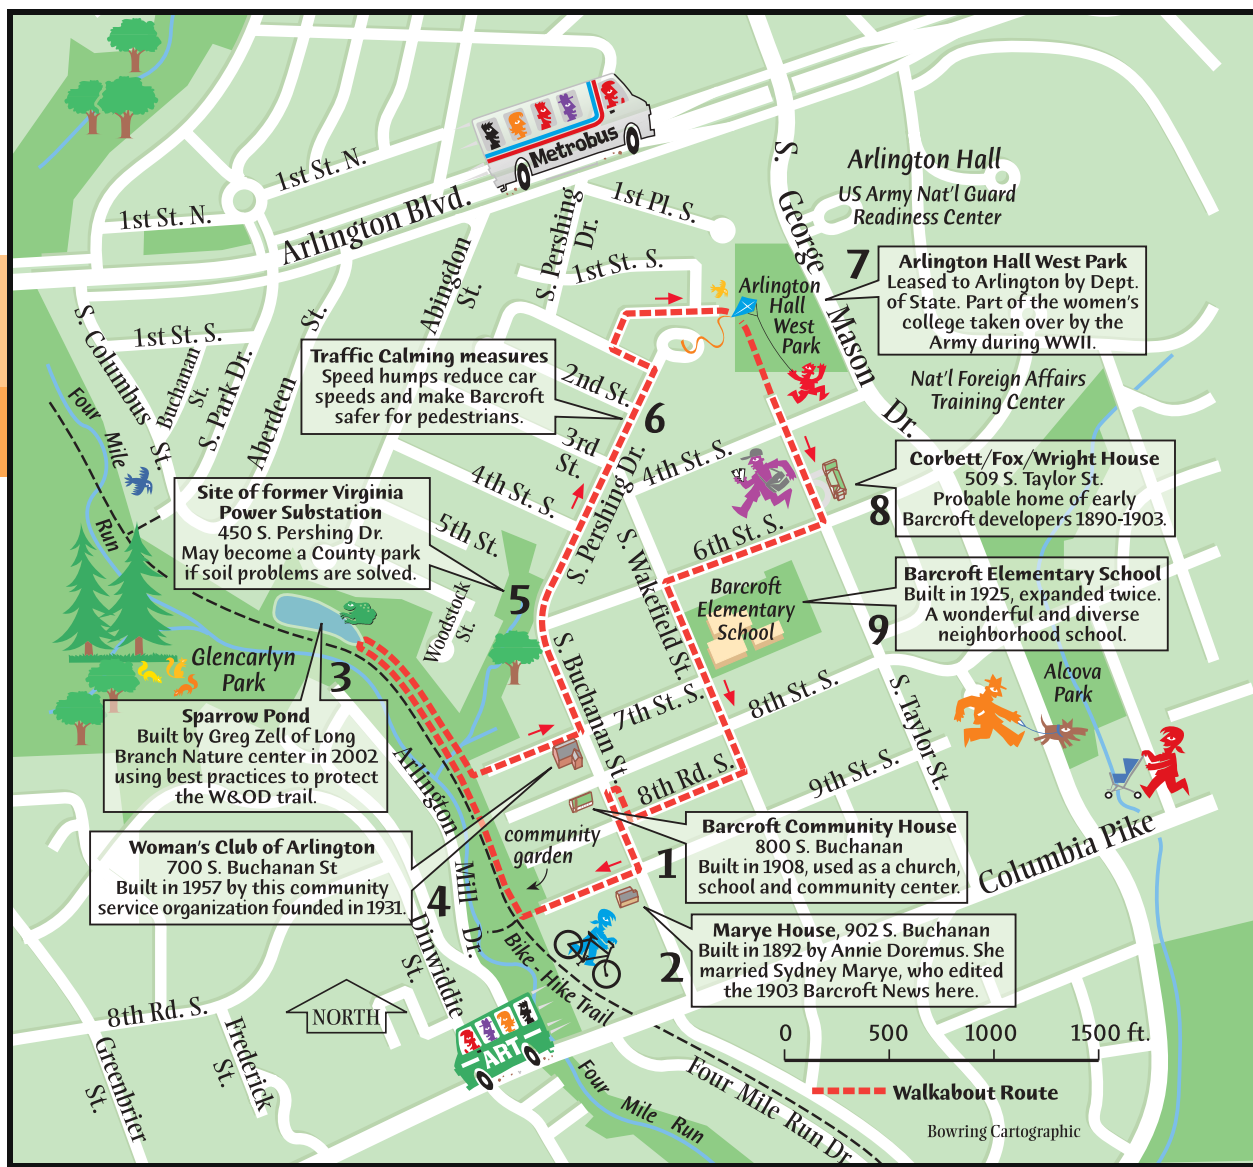 Metrobus
1st St. N.
1st St. N.
Arlington Blvd.
1st Pl. S.
S. Pershing
Dr.
S. George
Mason
Dr.
Arlington Hall
US Army Nat'l Guard
Readiness Center
7
Arlington Hall West Park
Leased to Arlington by Dept.
of State. Part of the women's
college taken over by the
Army during WWII.
Abingdon
St.
1st St. S.
Arlington
Hall
West
Park
S. Columbus
St.
1st St. S.
Buchanan
St.
S. Park Dr.
Aberdeen
St.
Traffic Calming measures
Speed humps reduce car
speeds and make Barcroft
safer for pedestrians.
6
2nd St.
3rd
St.
4th St. S.
4th St. S.
Nat'l Foreign Affairs
Training Center
Four
Mile
Run
Corbett/Fox/Wright House
509 S. Taylor St.
Probable home of early
Barcroft developers 1890-1903.
8
Site of former Virginia
Power Substation
450 S. Pershing Dr.
May become a County park
if soil problems are solved.
5
5th St.
S. Pershing Dr.
6th St. S.
S. Wakefield St.
Woodstock
St.
Barcroft
Elementary
School
Barcroft Elementary School
Built in 1925, expanded twice.
A wonderful and diverse
neighborhood school.
9
Glencarlyn
Park
3
Sparrow Pond
Built by Greg Zell of Long
Branch Nature center in 2002
using best practices to protect
the W&OD trail.
S. Buchanan St.
7th St. S.
8th St. S.
S. Taylor St.
Alcova
Park
8th Rd. S.
9th St. S.
Arlington
Mill
Dr.
community
garden
Woman's Club of Arlington
700 S. Buchanan St
Built in 1957 by this community
service organization founded in 1931.
4
1
Barcroft Community House
800 S. Buchanan
Built in 1908, used as a church,
school and community center.
Columbia Pike
2
Marye House, 902 S. Buchanan
Built in 1892 by Annie Doremus. She
married Sydney Marye, who edited
the 1903 Barcroft News here.
Dinwiddie
St.
Bike - Hike Trail
NORTH
8th Rd. S.
Frederick
St.
Greenbrier
St.
ART
0 500 1000 1500 ft.
Walkabout Route
Four
Mile
Run
Four Mile Run Dr.
Bowring Cartographic